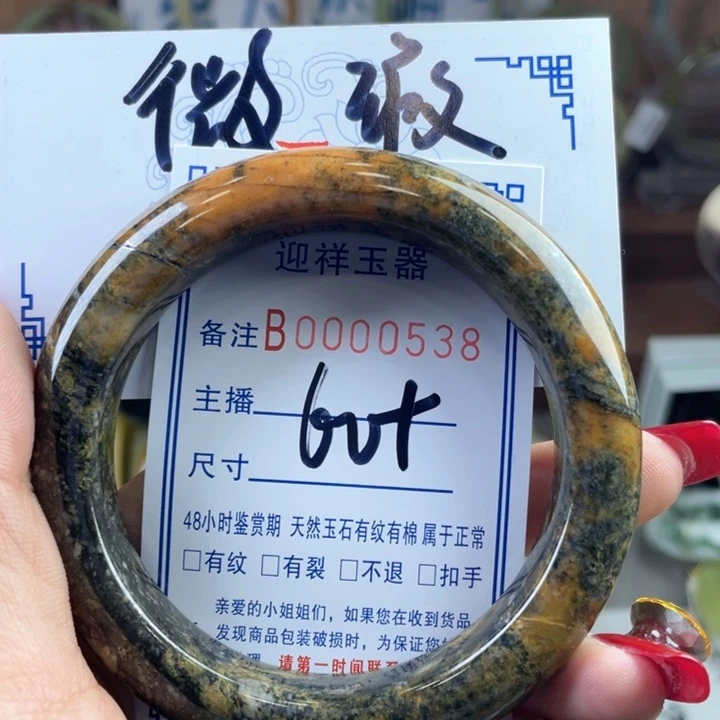 微瑕
迎祥玉器
备注B0000538
主播
尺寸
48小时鉴赏期 天然玉石有纹有棉属于正常
□有纹 □有裂 □不退 □扣手
亲爱的小姐姐们，如果您在收到货品
发现商品包装破损时，为保证您
理 请第一时间联系